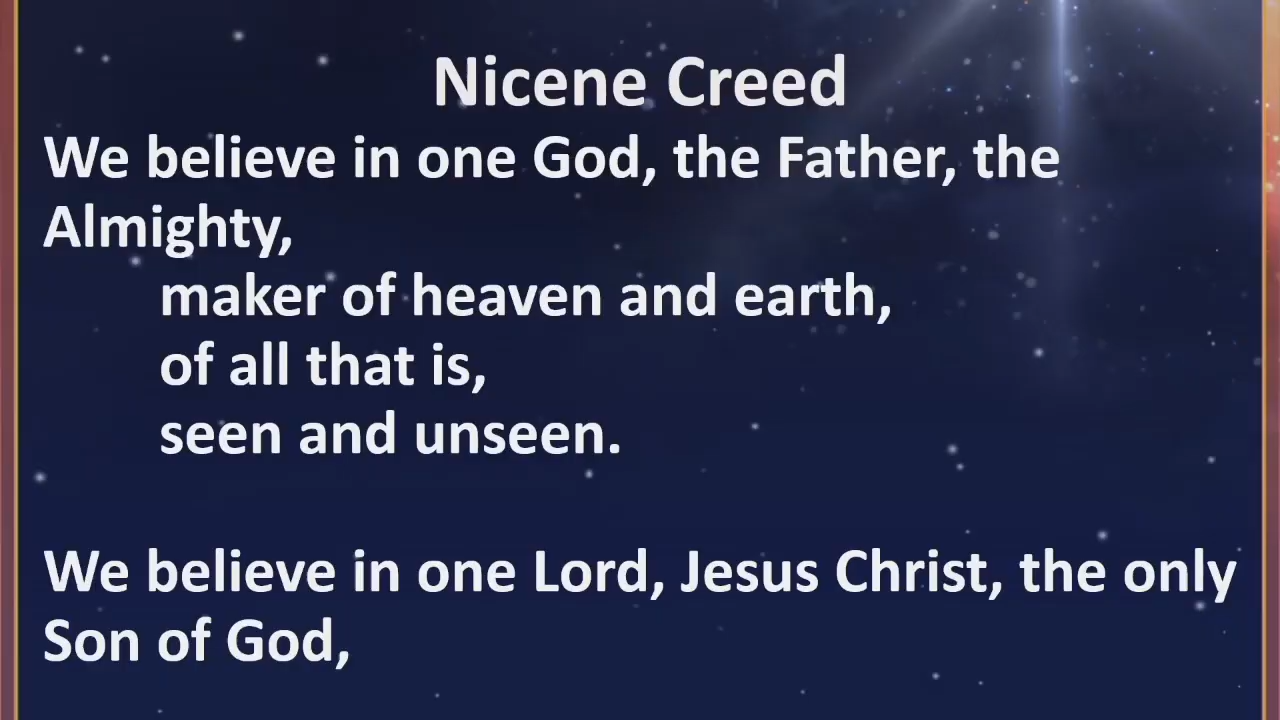 Nicene Creed
We believe in one God, the Father, the
Almighty,
maker of heaven and earth,
of all that is,
seen and unseen.
We believe in one Lord, Jesus Christ, the only
Son of God,